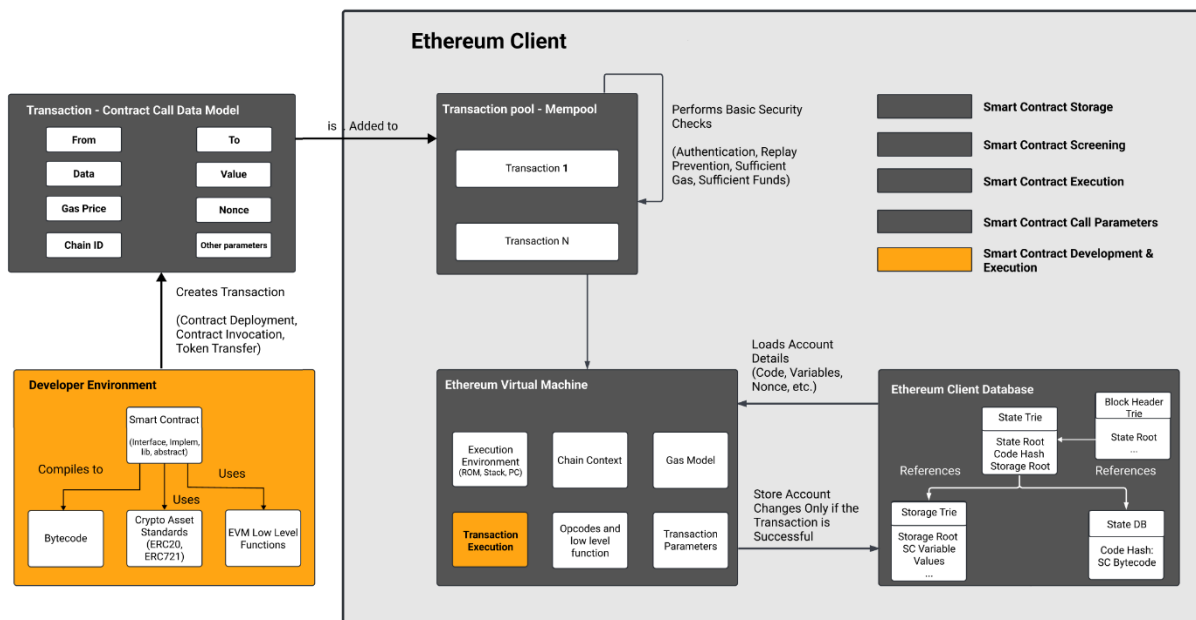 Ethereum Client
Transaction - Contract Call Data Model
From
To
Data
Value
Gas Price
Nonce
Chain ID
Other parameters
is . Added to
Transaction pool - Mempool
Transaction 1
Transaction N
Performs Basic Security
Checks
(Authentication, Replay
Prevention, Sufficient
Gas, Sufficient Funds)
Smart Contract Storage
Smart Contract Screening
Smart Contract Execution
Smart Contract Call Parameters
Smart Contract Development &
Execution
Creates Transaction
(Contract Deployment,
Contract Invocation,
Token Transfer)
Developer Environment
Smart Contract
(Interface, Implem,
lib, abstract)
Compiles to
Uses
Uses
Bytecode
Crypto Asset
Standards
(ERC20,
ERC721)
EVM Low Level
Functions
Ethereum Virtual Machine
Execution
Environment
(ROM, Stack, PC)
Chain Context
Gas Model
Transaction
Execution
Opcodes and
low level
function
Transaction
Parameters
Loads Account
Details
(Code, Variables,
Nonce, etc.)
Store Account
Changes Only if the
Transaction is
Successful
Ethereum Client Database
State Trie
State Root
Code Hash
Storage Root
Block Header
Trie
State Root
...
References
References
Storage Trie
Storage Root
SC Variable
Values
...
State DB
Code Hash:
SC Bytecode